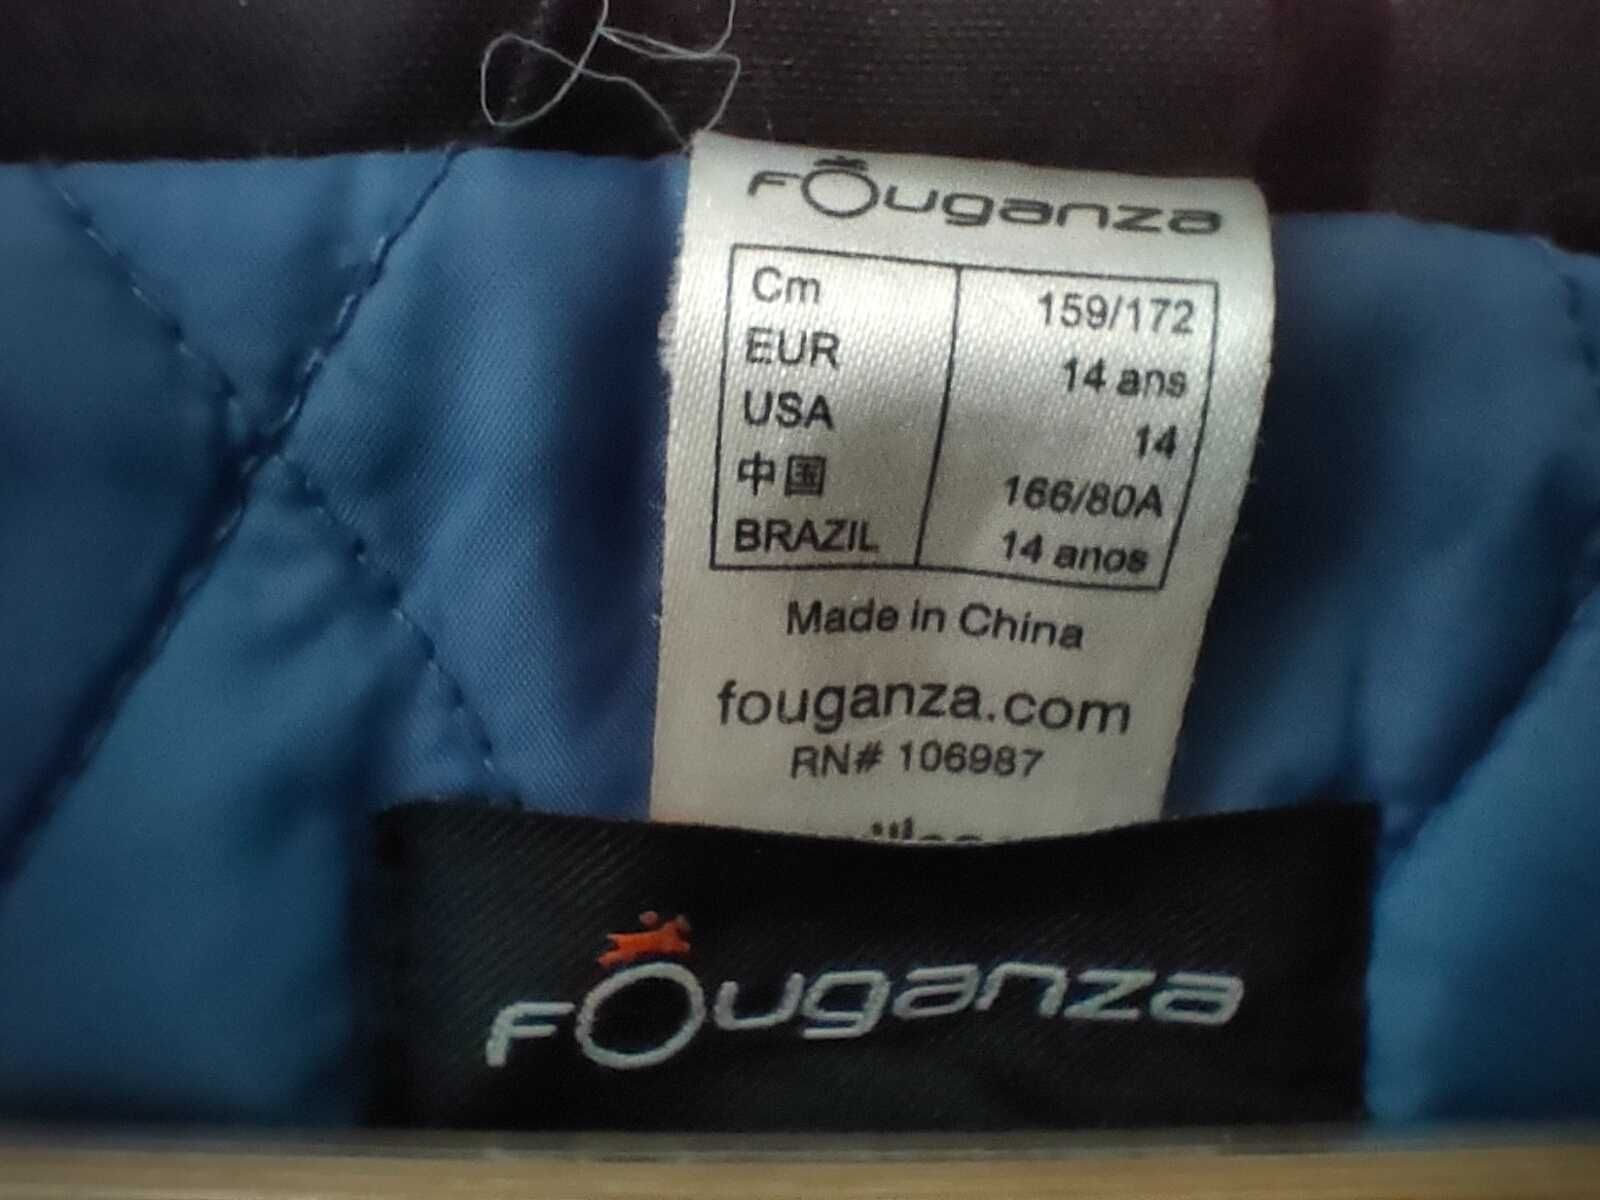 Fouganza
Cm 159/172
EUR 14 ans
USA 14
中国 166/80A
BRAZIL 14 anos
Made in China
fouganza.com
RN# 106987
Fouganza